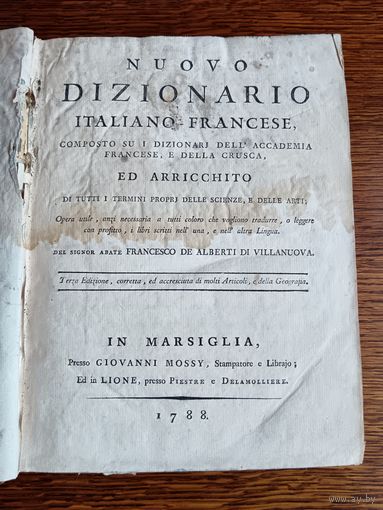 NUOVO
DIZIONARIO
ITALIANO-FRANCESE,
COMPOSTO SU I DIZIONARJ DELL' ACCADEMIA
FRANCESE, E DELLA CRUSCA,
ED ARRICCHITO
DI TUTTI I TERMINI PROPRJ DELLE SCIENZE, E DELLE ARTI;
Opera utile, anzi necessaria a tutti coloro che vogliono tradurre, o leggere
con profitto, i libri scritti nell' una, e nell' altra Lingua.
DEL SIGNOR ABATE FRANCESCO DE ALBERTI DI VILLANUOVA.
Terza Edizione, corretta, ed accresciuta di molti Articoli, e della Geografia.
IN MARSIGLIA,
Presso GIOVANNI MOSSY, Stampatore e Librajo;
Ed in LIONE, presso PIESTRE e DELAMOLLIERE.
1788.
www.ay.by